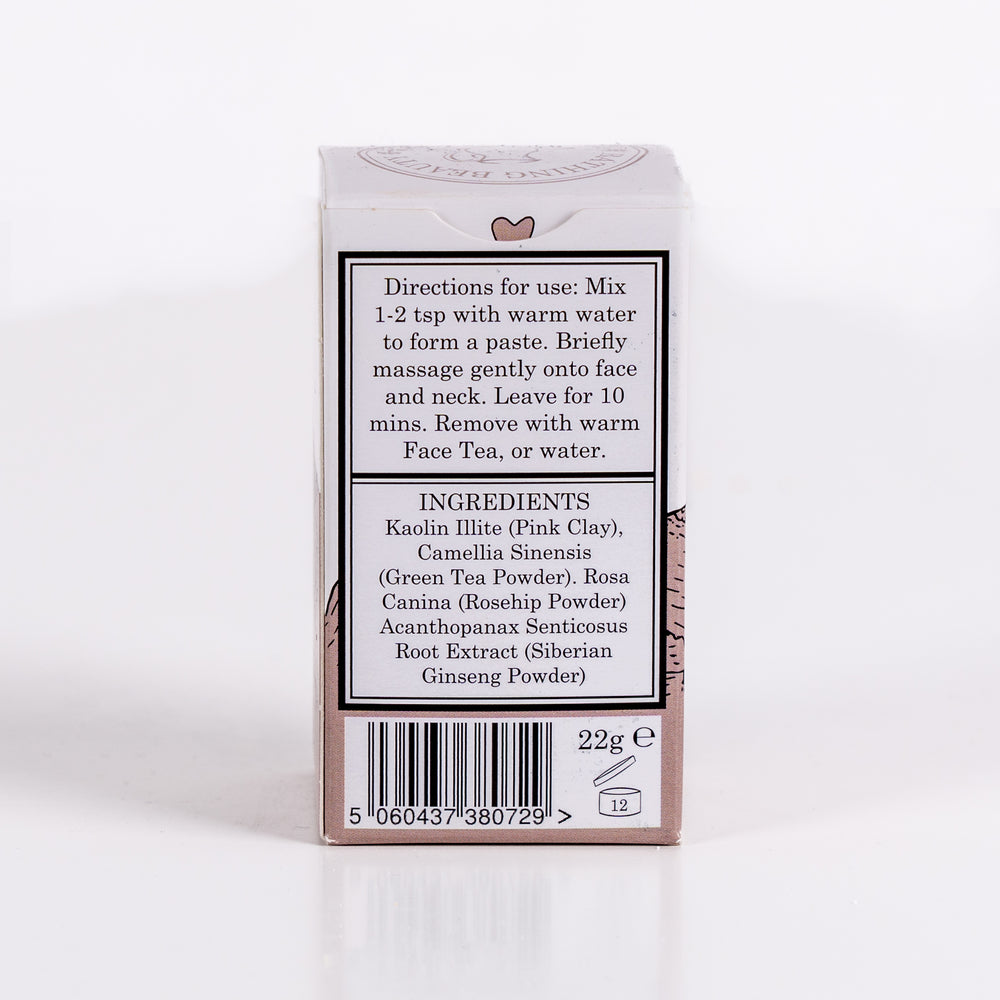 BEAUTY
Directions for use: Mix
1-2 tsp with warm water
to form a paste. Briefly
massage gently onto face
and neck. Leave for 10
mins. Remove with warm
Face Tea, or water.
INGREDIENTS
Kaolin Illite (Pink Clay),
Camellia Sinensis
(Green Tea Powder). Rosa
Canina (Rosehip Powder)
Acanthopanax Senticosus
Root Extract (Siberian
Ginseng Powder)
22g ℮
12
5 060437 380729 >